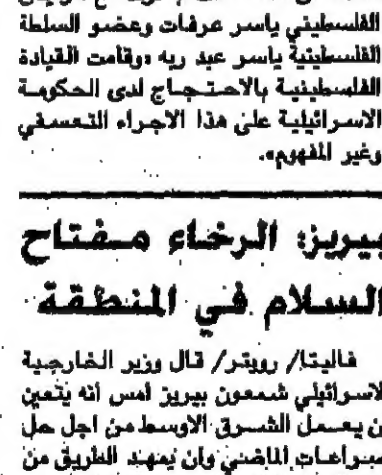 الفلسطيني ياسر عرفات وعضو السلطة
الفلسطينية ياسر عبد ربه «وقامت القيادة
الفلسطينية بالاحتجاج لدى الحكومة
الاسرائيلية على هذا الاجراء التعسفي
وغير المفهوم».
بيريز: الرخاء مفتاح
السلام في المنطقة
فاليتا/ رويتر/ قال وزير الخارجية
الاسرائيلي شمعون بيريز امس انه يتعين
ان يعمل الشرق الاوسط من اجل حل
صراعات الماضي وان يمهد الطريق من